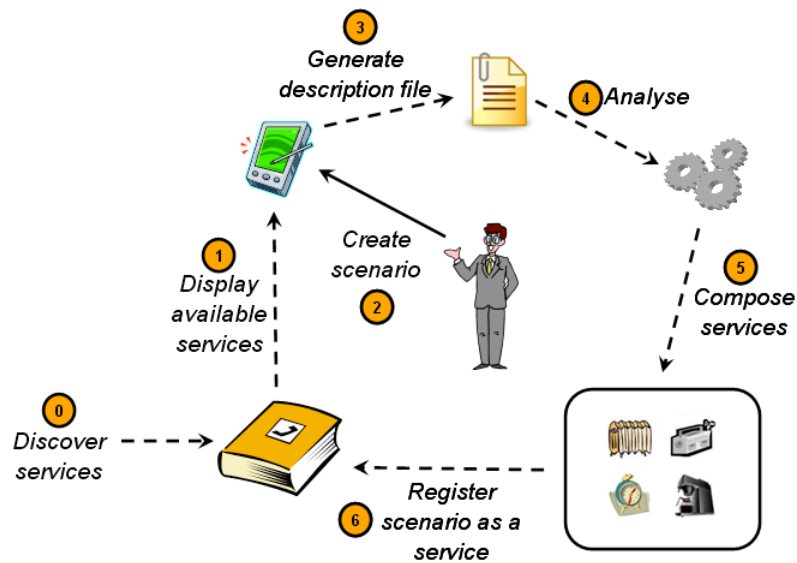 3
Generate
description file
4
Analyse
Create
scenario
2
1
Display
available
services
5
Compose
services
0
Discover
services
6
Register
scenario as a
service